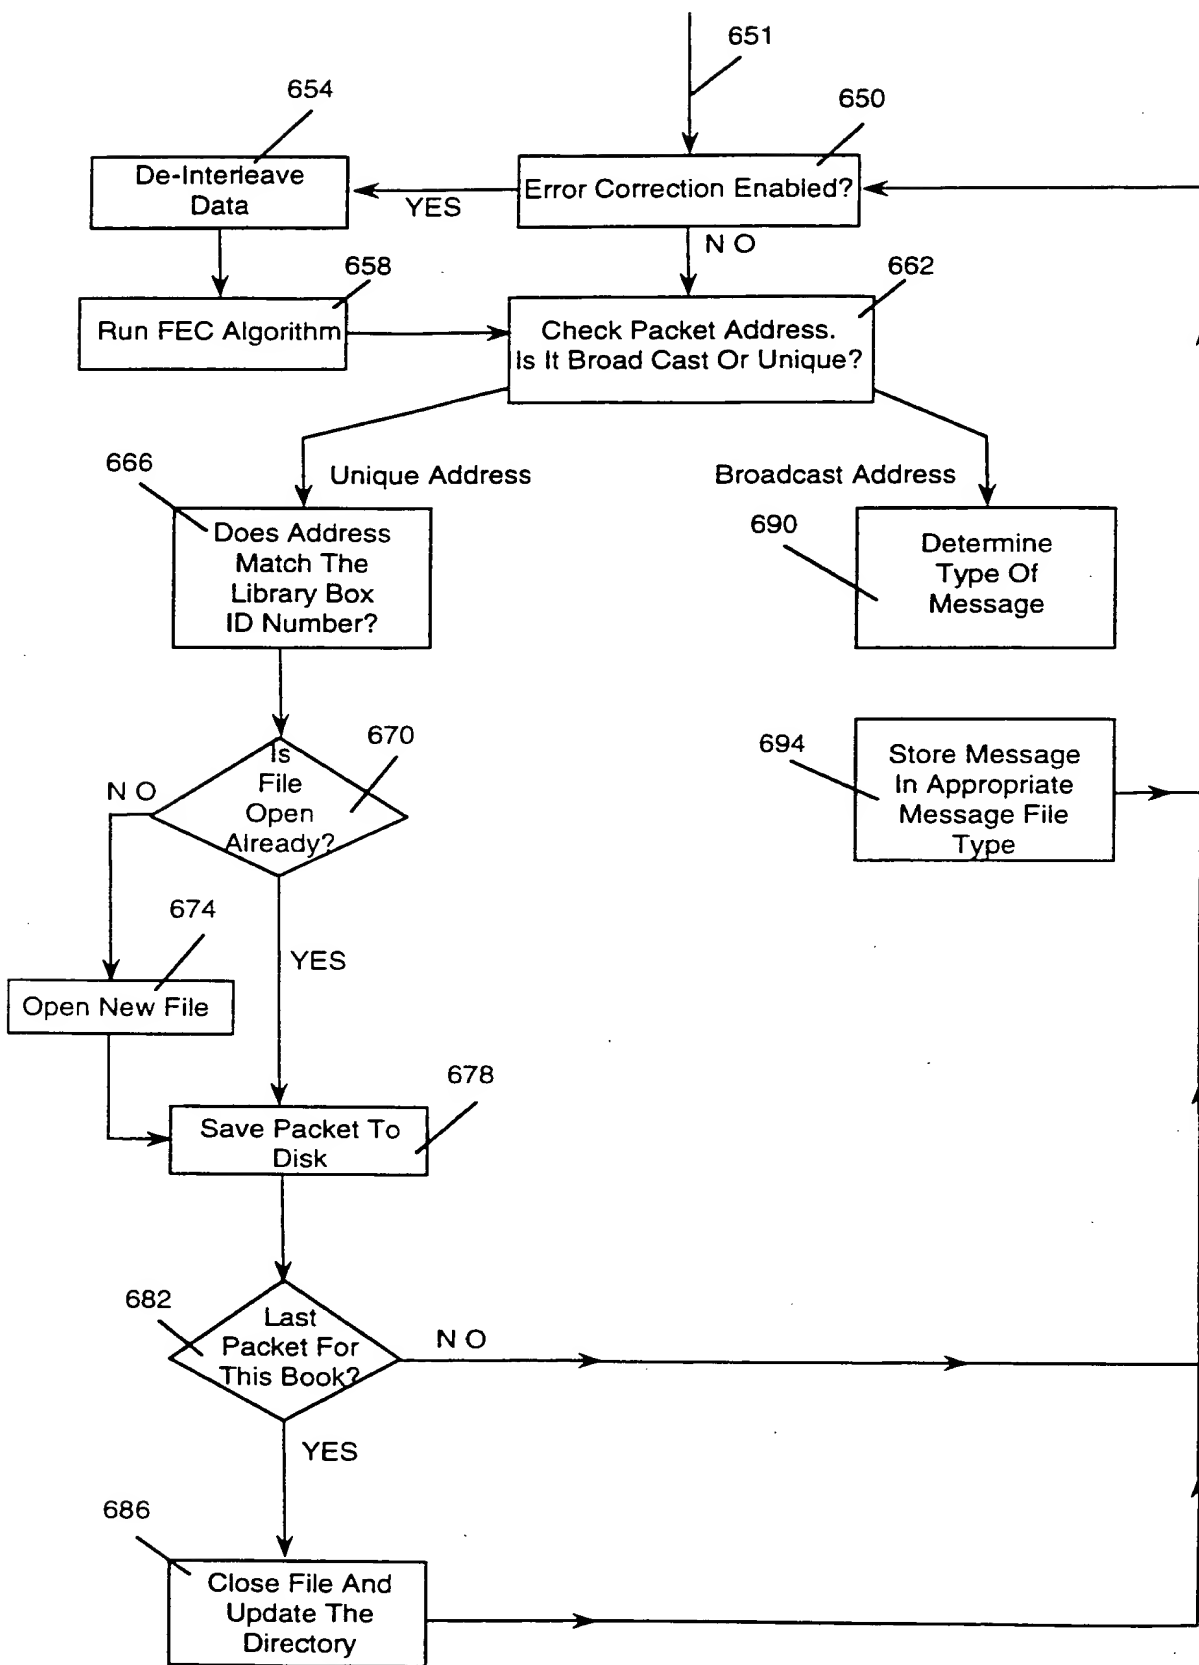 651
654
650
De-Interleave
Data
YES
Error Correction Enabled?
N O
658
662
Run FEC Algorithm
Check Packet Address.
Is It Broad Cast Or Unique?
666
Unique Address
Broadcast Address
Does Address
Match The
Library Box
ID Number?
690
Determine
Type Of
Message
670
Is
File
Open
Already?
N O
694
Store Message
In Appropriate
Message File
Type
674
YES
Open New File
678
Save Packet To
Disk
682
Last
Packet For
This Book?
N O
YES
686
Close File And
Update The
Directory